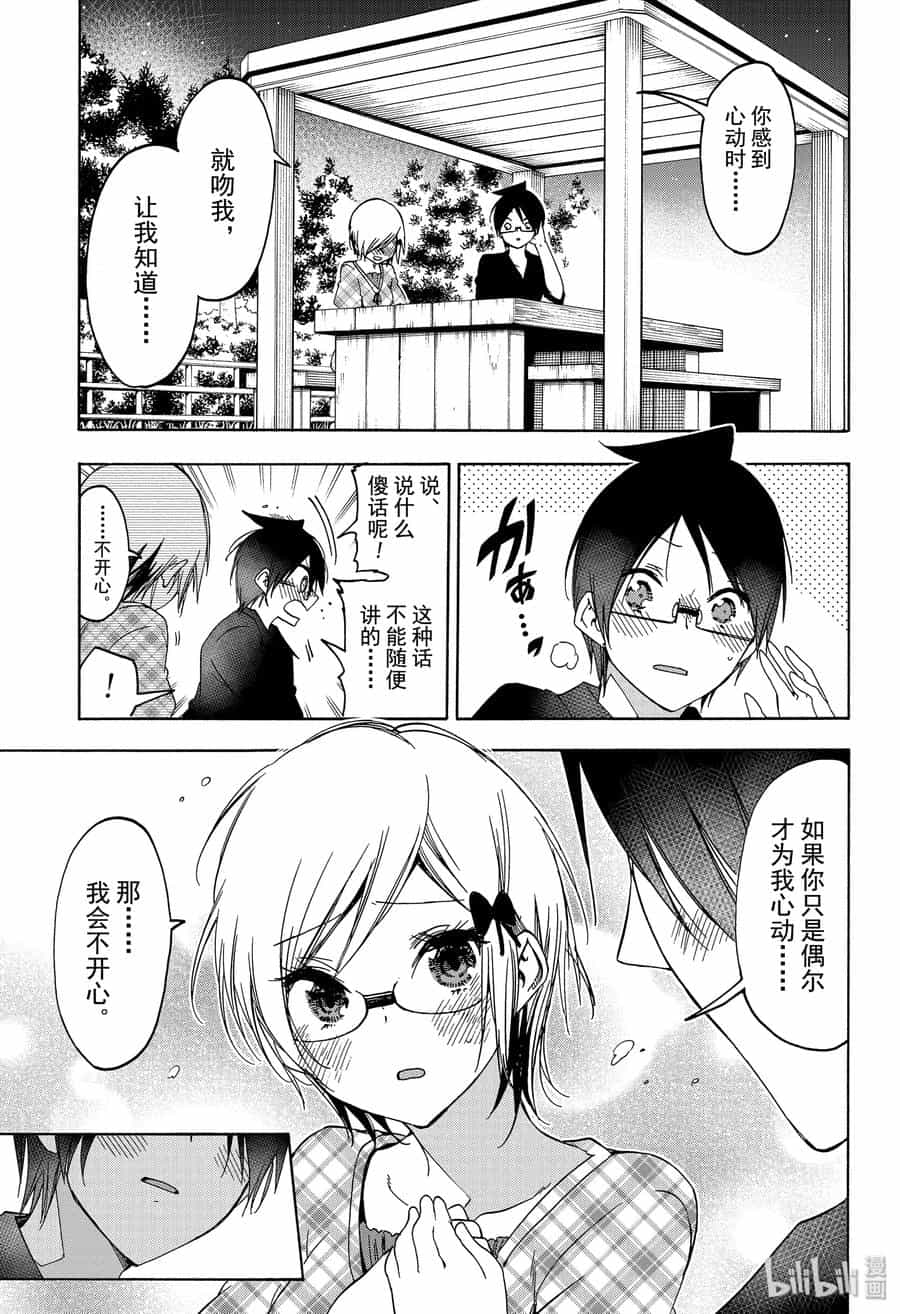 你感到
心动时……
就吻我，
让我知道……
カ
ぁ…
说、
说什么
傻话呢！
这种话
不能随便
讲的……
……不开心。
！
如果你只是偶尔
才为我心动……
那……
我会不开心。
bilibili
漫画